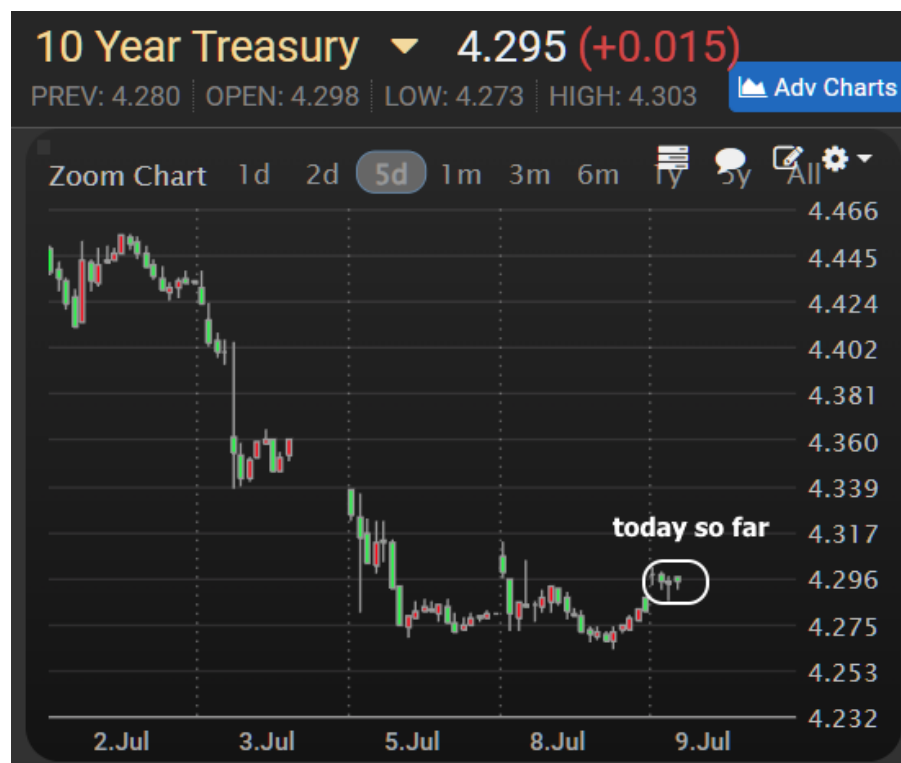 10 Year Treasury 4.295 (+0.015)
PREV: 4.280 OPEN: 4.298 LOW: 4.273 HIGH: 4.303
Adv Charts
Zoom Chart 1d 2d 5d 1m 3m 6m 1y 5y All
4.466
4.445
4.424
4.402
4.381
4.360
4.339
4.317
today so far
4.296
4.275
4.253
4.232
2.Jul 3.Jul 5.Jul 8.Jul 9.Jul